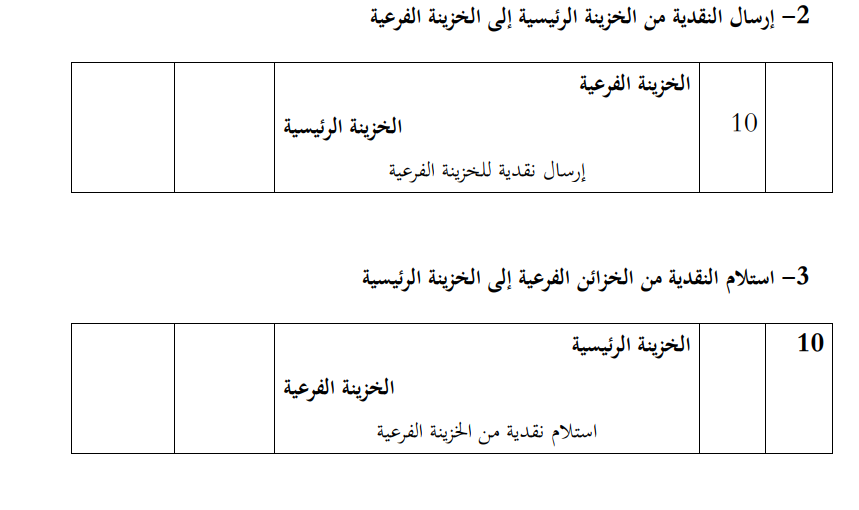 2– إرسال النقدية من الخزينة الرئيسية إلى الخزينة الفرعية
الخزينة الفرعية
10
الخزينة الرئيسية
إرسال نقدية للخزينة الفرعية
3– استلام النقدية من الخزائن الفرعية إلى الخزينة الرئيسية
10
الخزينة الرئيسية
الخزينة الفرعية
استلام نقدية من الخزينة الفرعية